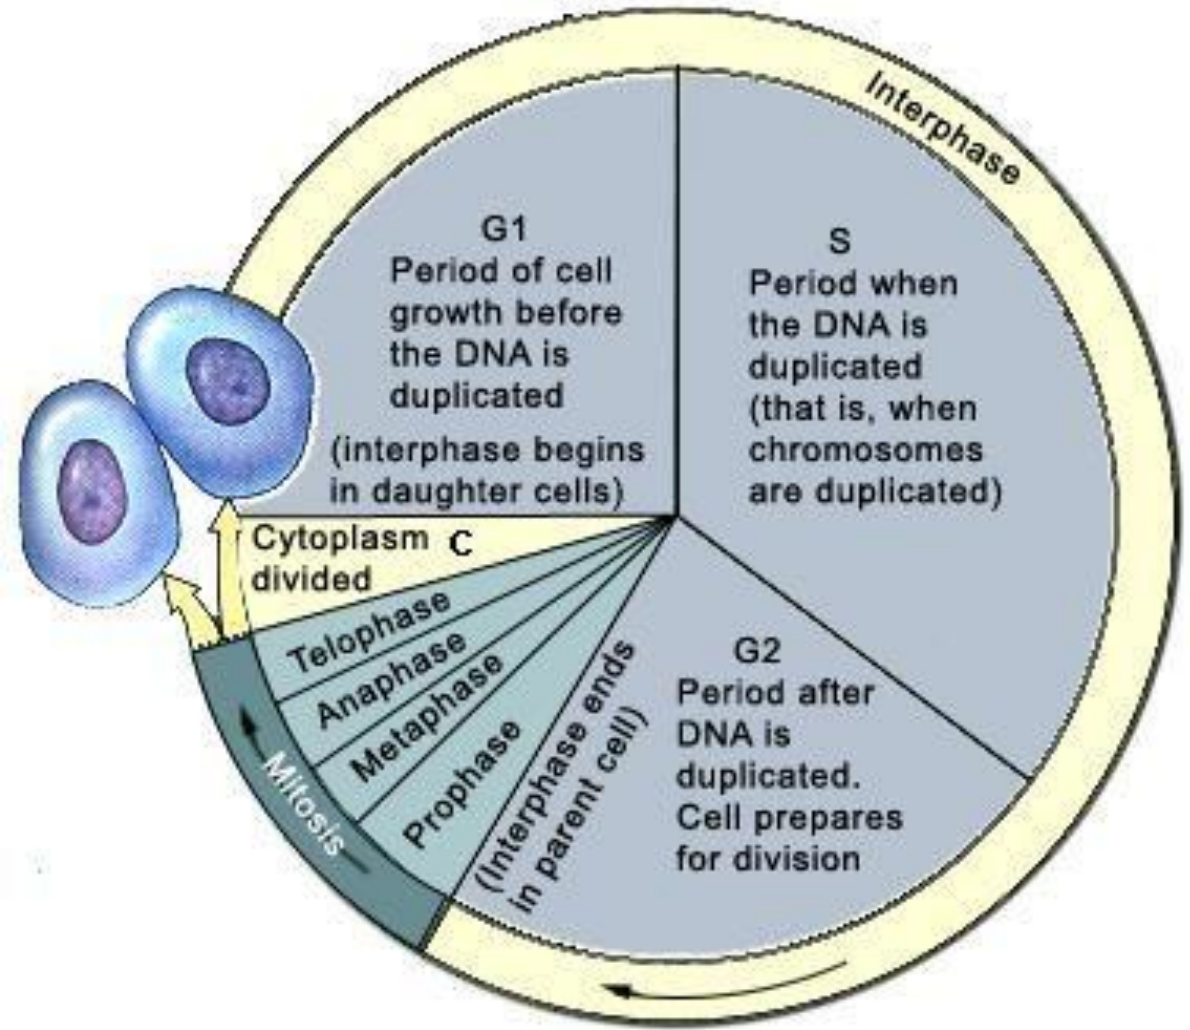 Interphase
G1
Period of cell
growth before
the DNA is
duplicated
(interphase begins
in daughter cells)
S
Period when
the DNA is
duplicated
(that is, when
chromosomes
are duplicated)
G2
Period after
DNA is
duplicated.
Cell prepares
for division
(Interphase ends
in parent cell)
Prophase
Metaphase
Anaphase
Telophase
Mitosis
Cytoplasm C
divided